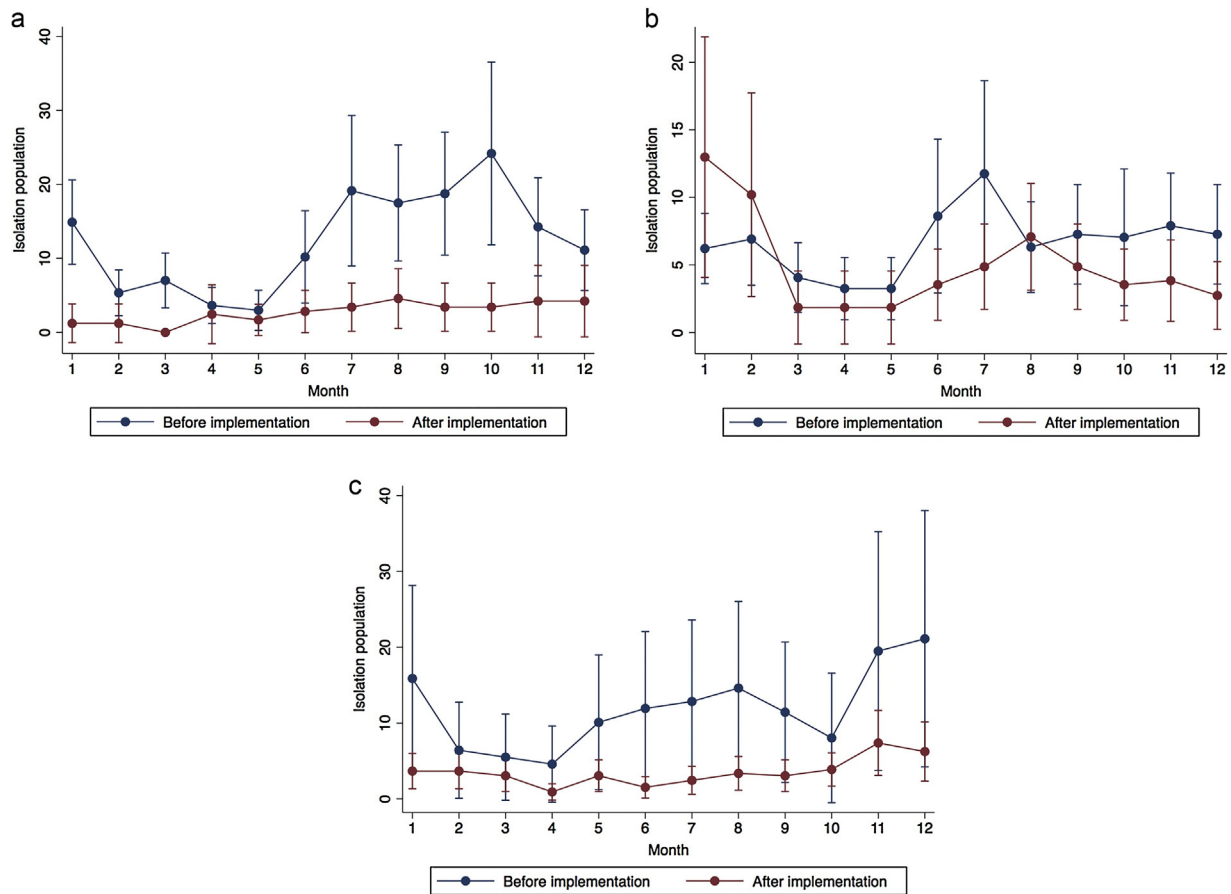 a
40
30
20
10
0
Isolation population
1 2 3 4 5 6 7 8 9 10 11 12
Month
Before implementation After implementation
b
20
15
10
5
0
Isolation population
1 2 3 4 5 6 7 8 9 10 11 12
Month
Before implementation After implementation
c
40
30
20
10
0
Isolation population
1 2 3 4 5 6 7 8 9 10 11 12
Month
Before implementation After implementation